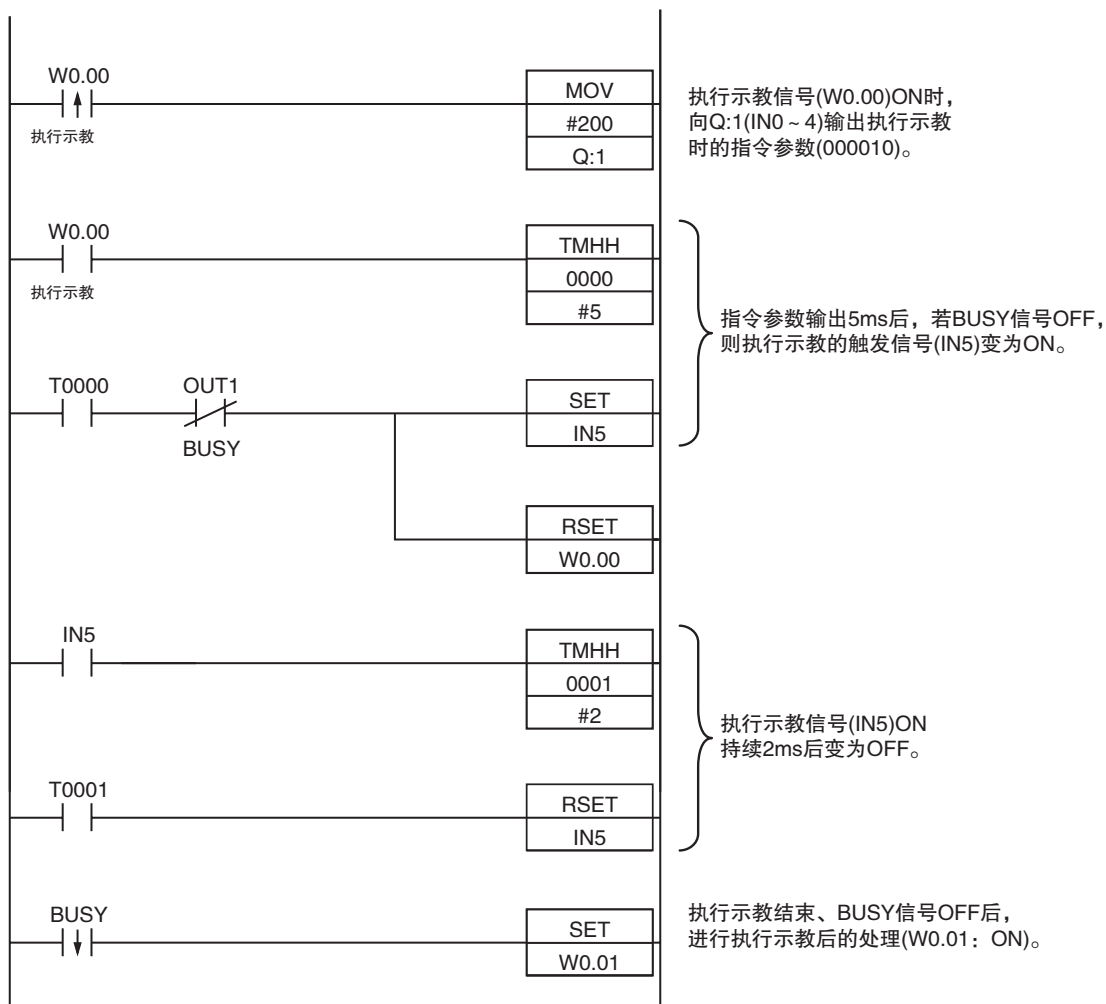 W0.00
执行示教
MOV
#200
Q:1
执行示教信号(W0.00)ON时，
向Q:1(IN0～4)输出执行示教
时的指令参数(000010)。
W0.00
执行示教
TMHH
0000
#5
指令参数输出5ms后，若BUSY信号OFF，
则执行示教的触发信号(IN5)变为ON。
T0000
OUT1
BUSY
SET
IN5
RSET
W0.00
IN5
TMHH
0001
#2
执行示教信号(IN5)ON
持续2ms后变为OFF。
T0001
RSET
IN5
BUSY
SET
W0.01
执行示教结束、BUSY信号OFF后，
进行执行示教后的处理(W0.01：ON)。